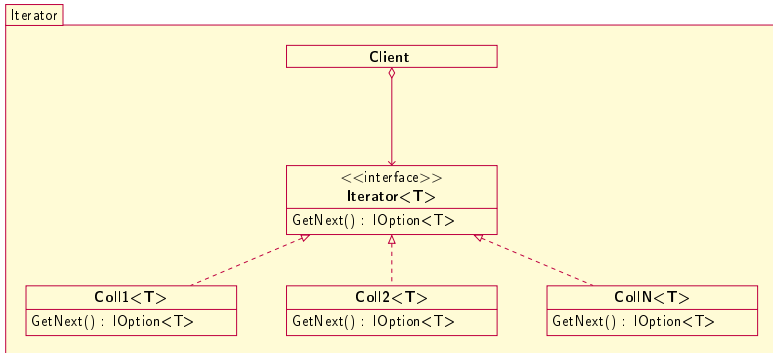 Iterator
Client
<<interface>>
Iterator<T>
GetNext() : IOption<T>
Coll1<T>
GetNext() : IOption<T>
Coll2<T>
GetNext() : IOption<T>
CollN<T>
GetNext() : IOption<T>